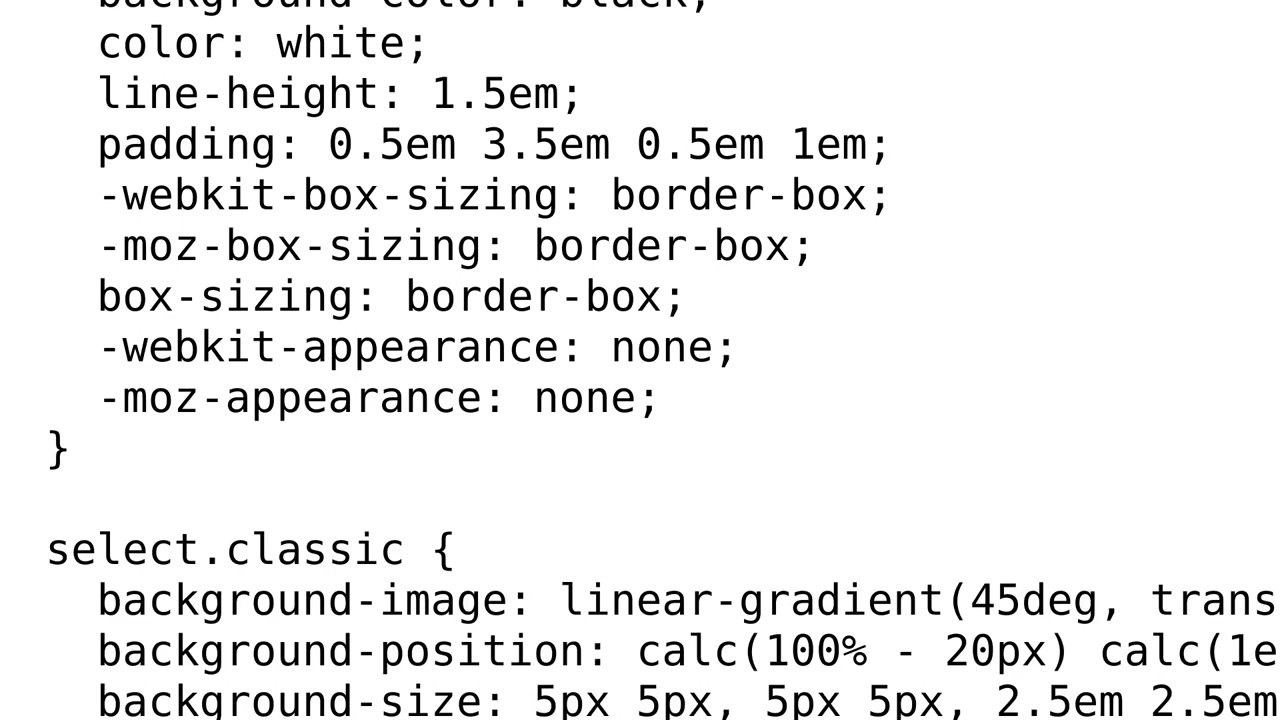 background-color: black;
color: white;
line-height: 1.5em;
padding: 0.5em 3.5em 0.5em 1em;
-webkit-box-sizing: border-box;
-moz-box-sizing: border-box;
box-sizing: border-box;
-webkit-appearance: none;
-moz-appearance: none;
}
select.classic {
background-image: linear-gradient(45deg, trans
background-position: calc(100% - 20px) calc(1e
background-size: 5px 5px, 5px 5px, 2.5em 2.5em